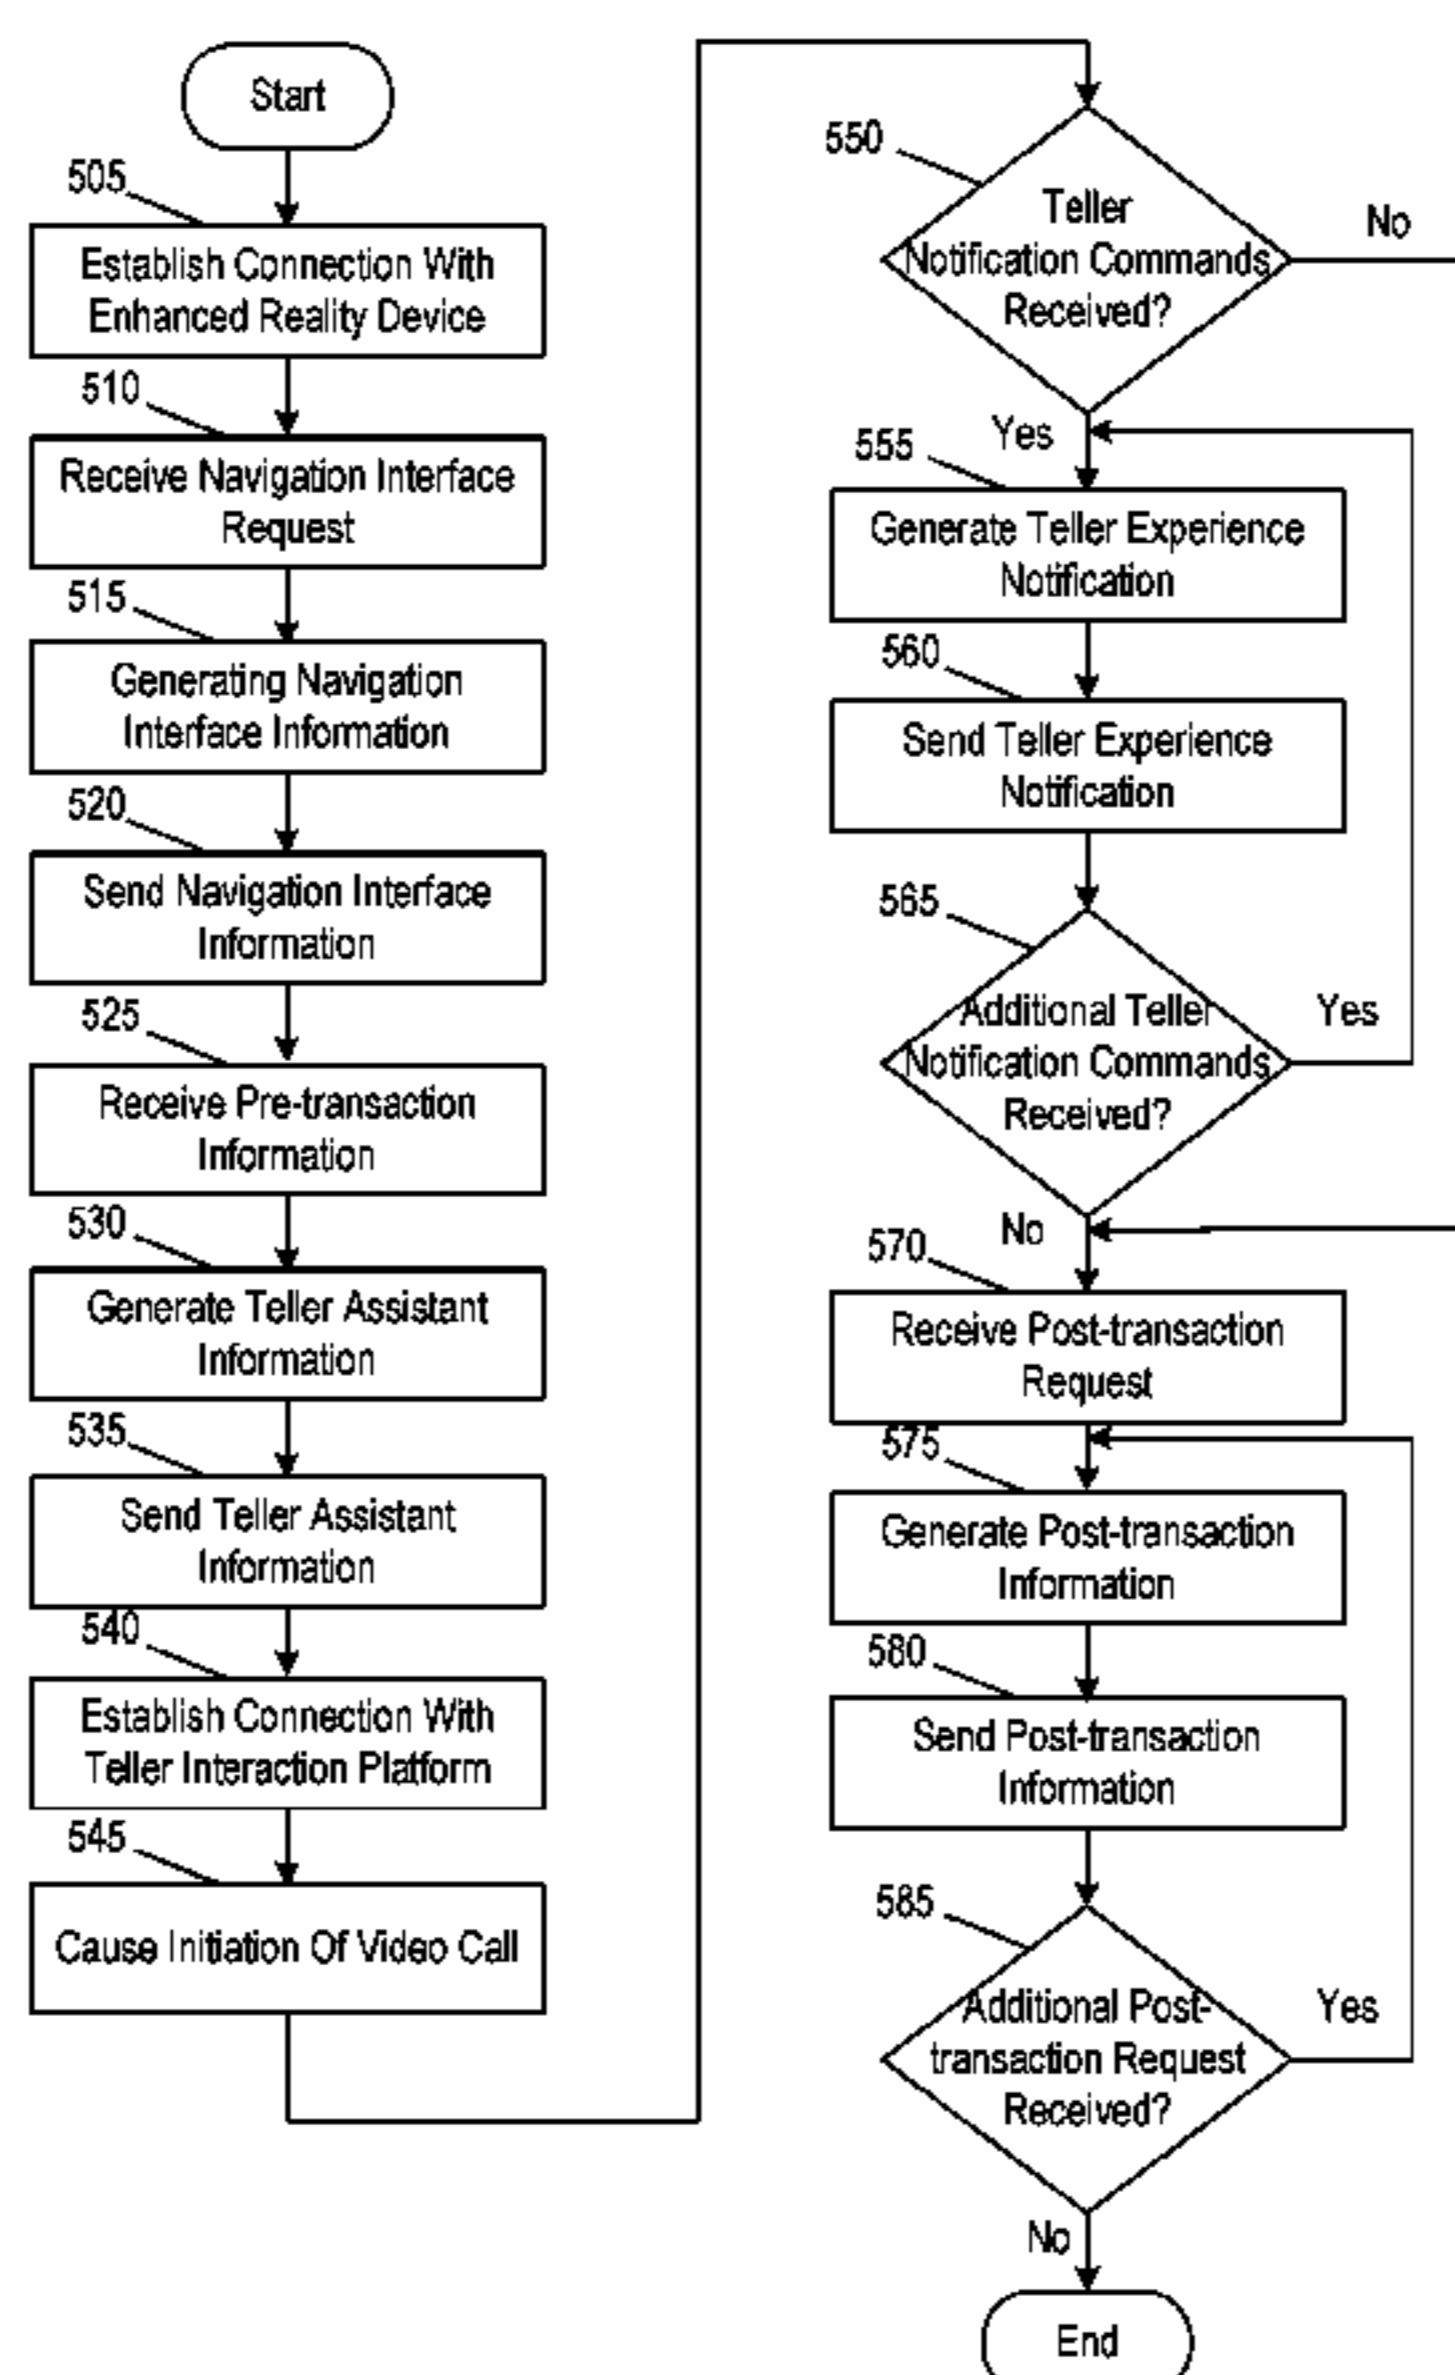 Start
505
Establish Connection With
Enhanced Reality Device
510
Receive Navigation Interface
Request
515
Generating Navigation
Interface Information
520
Send Navigation Interface
Information
525
Receive Pre-transaction
Information
530
Generate Teller Assistant
Information
535
Send Teller Assistant
Information
540
Establish Connection With
Teller Interaction Platform
545
Cause Initiation Of Video Call
550
Teller
Notification Commands
Received?
No
Yes
555
Generate Teller Experience
Notification
560
Send Teller Experience
Notification
565
Additional Teller
Notification Commands
Received?
Yes
No
570
Receive Post-transaction
Request
575
Generate Post-transaction
Information
580
Send Post-transaction
Information
585
Additional Post-
transaction Request
Received?
Yes
No
End